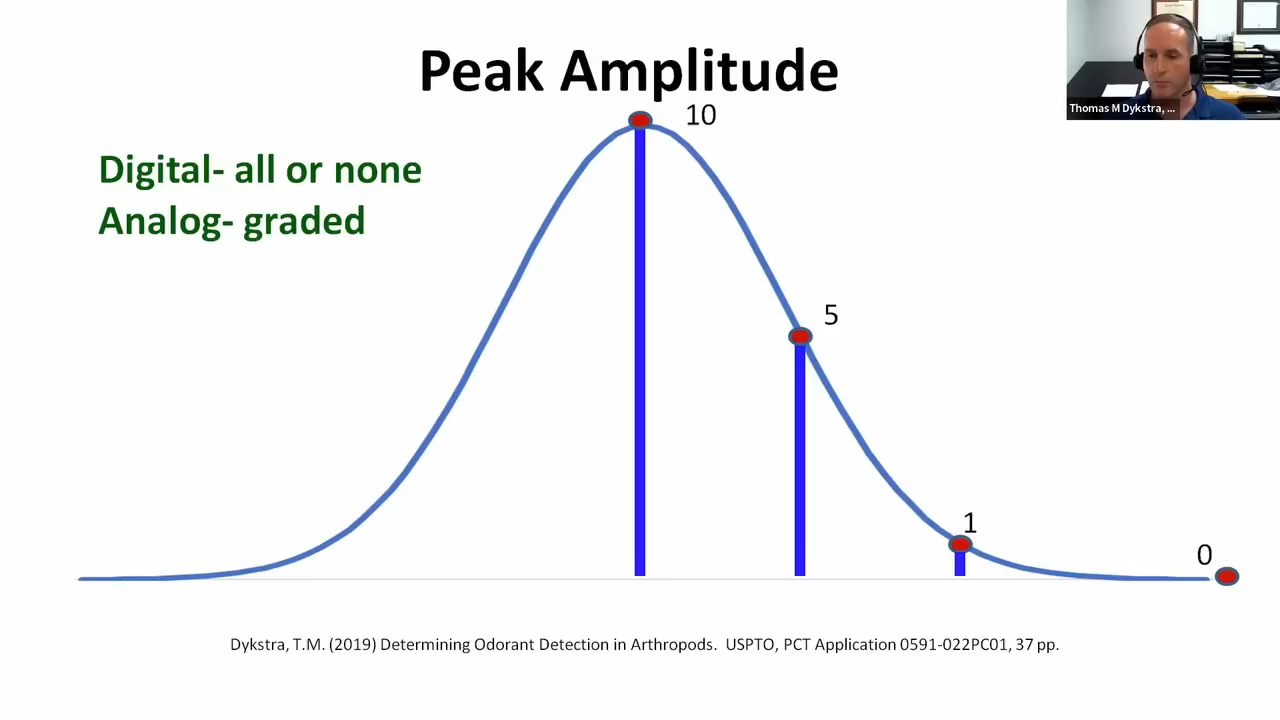 Peak Amplitude
Thomas M Dykstra, ...
10
Digital- all or none
Analog- graded
5
1
0
Dykstra, T.M. (2019) Determining Odorant Detection in Arthropods. USPTO, PCT Application 0591-022PC01, 37 pp.